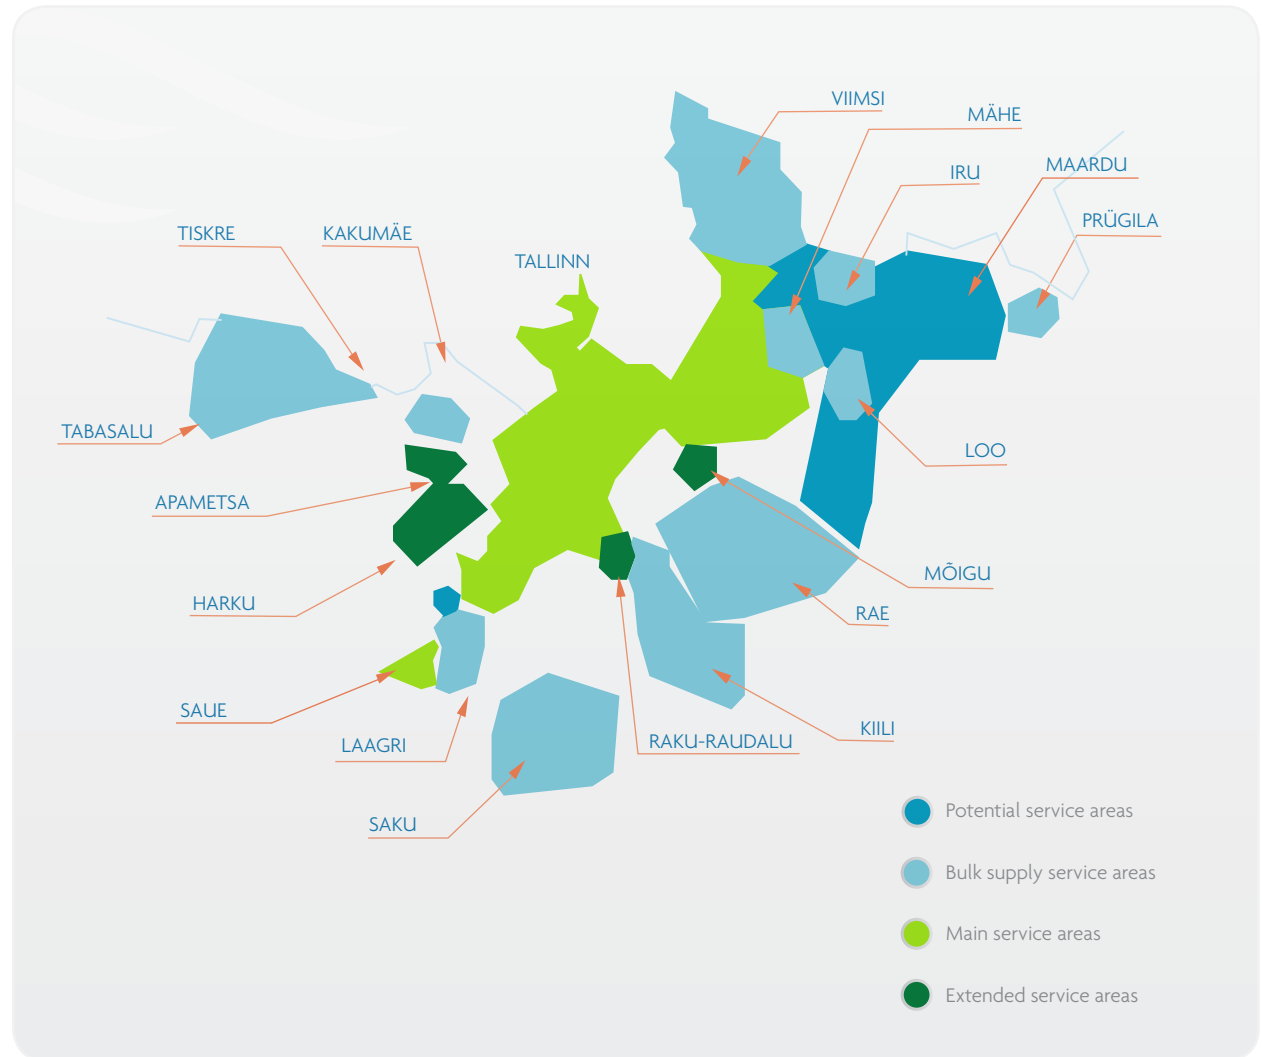 VIIMSI
MÄHE
IRU
MAARDU
PRÜGILA
TISKRE
KAKUMÄE
TALLINN
TABASALU
LOO
APAMETSA
MÕIGU
HARKU
RAE
SAUE
KIILI
LAAGRI
RAKU-RAUDALU
SAKU
Potential service areas
Bulk supply service areas
Main service areas
Extended service areas